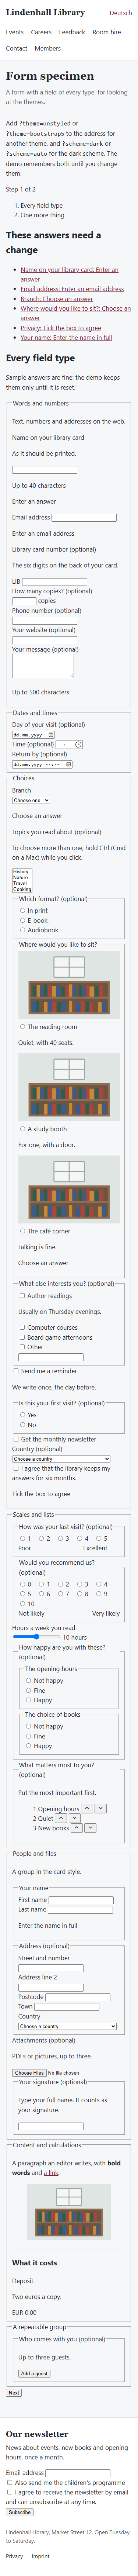 Lindenhall Library
Deutsch
Events Careers Feedback Room hire
Contact Members
Form specimen
A form with a field of every type, for looking
at the themes.
Add ?theme=unstyled or
?theme=bootstrap5 to the address for
another theme, and ?scheme=dark or
?scheme=auto for the dark scheme. The
demo remembers both until you change
them.
Step 1 of 2
1. Every field type
2. One more thing
These answers need a
change
Name on your library card: Enter an
answer
Email address: Enter an email address
Branch: Choose an answer
Where would you like to sit?: Choose an
answer
Privacy: Tick the box to agree
Your name: Enter the name in full
Every field type
Sample answers are fine: the demo keeps
them only until it is reset.
Words and numbers
Text, numbers and addresses on the web.
Name on your library card
As it should be printed.
Up to 40 characters
Enter an answer
Email address
Enter an email address
Library card number (optional)
The six digits on the back of your card.
LIB
How many copies? (optional)
copies
Phone number (optional)
Your website (optional)
Your message (optional)
Up to 500 characters
Dates and times
Day of your visit (optional)
dd.mm.yyyy
Time (optional) --:--
Return by (optional)
dd.mm.yyyy --:--
Choices
Branch
Choose one
Choose an answer
Topics you read about (optional)
To choose more than one, hold Ctrl (Cmd
on a Mac) while you click.
History
Nature
Travel
Cooking
Which format? (optional)
In print
E-book
Audiobook
Where would you like to sit?
The reading room
Quiet, with 40 seats.
A study booth
For one, with a door.
The café corner
Talking is fine.
Choose an answer
What else interests you? (optional)
Author readings
Usually on Thursday evenings.
Computer courses
Board game afternoons
Other
Send me a reminder
We write once, the day before.
Is this your first visit? (optional)
Yes
No
Get the monthly newsletter
Country (optional)
Choose a country
I agree that the library keeps my
answers for six months.
Tick the box to agree
Scales and lists
How was your last visit? (optional)
1 2 3 4 5
Poor Excellent
Would you recommend us?
(optional)
0 1 2 3 4
5 6 7 8 9
10
Not likely Very likely
Hours a week you read
10 hours
How happy are you with these?
(optional)
The opening hours
Not happy
Fine
Happy
The choice of books
Not happy
Fine
Happy
What matters most to you?
(optional)
Put the most important first.
1 Opening hours
2 Quiet
3 New books
People and files
A group in the card style.
Your name
First name
Last name
Enter the name in full
Address (optional)
Street and number
Address line 2
Postcode
Town
Country
Choose a country
Attachments (optional)
PDFs or pictures, up to three.
Choose Files No file chosen
Your signature (optional)
Type your full name. It counts as
your signature.
Content and calculations
A paragraph an editor writes, with bold
words and a link.
What it costs
Deposit
Two euros a copy.
EUR 0.00
A repeatable group
Who comes with you (optional)
Up to three guests.
Add a guest
Next
Our newsletter
News about events, new books and opening
hours, once a month.
Email address
Also send me the children's programme
I agree to receive the newsletter by email
and can unsubscribe at any time.
Subscribe
Lindenhall Library, Market Street 12. Open Tuesday
to Saturday.
Privacy Imprint